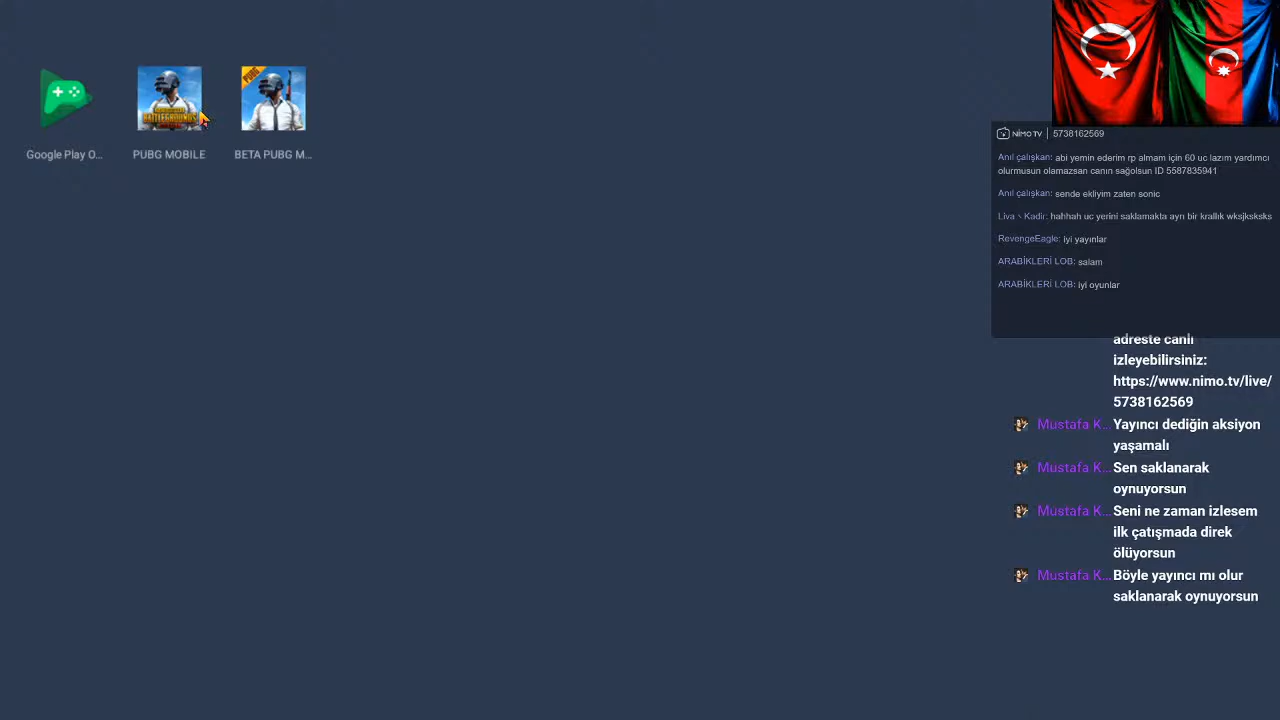 Google Play O...
PUBG MOBILE
BETA PUBG M...
PUBG
BATTLEGROUNDS
NIMO TV | 5738162569
Anıl çalışkan: abi yemin ederim rp almam için 60 uc lazım yardımcı
olurmusun olamazsan canın sağolsun ID 5587835941
Anıl çalışkan: sende ekliyim zaten sonic
Liva ヽ Kadir: hahhah uc yerini saklamakta ayrı bir krallık wksjksksks
RevengeEagle: iyi yayınlar
ARABİKLERİ LOB: salam
ARABİKLERİ LOB: iyi oyunlar
adreste canlı
izleyebilirsiniz:
https://www.nimo.tv/live/
5738162569
Mustafa K... Yayıncı dediğin aksiyon
yaşamalı
Mustafa K... Sen saklanarak
oynuyorsun
Mustafa K... Seni ne zaman izlesem
ilk çatışmada direk
ölüyorsun
Mustafa K... Böyle yayıncı mı olur
saklanarak oynuyorsun